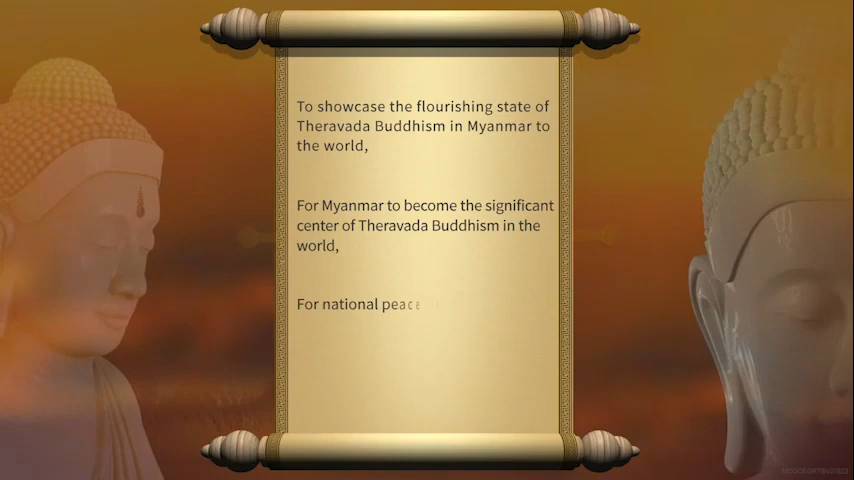 To showcase the flourishing state of
Theravada Buddhism in Myanmar to
the world,
For Myanmar to become the significant
center of Theravada Buddhism in the
world,
For national peace